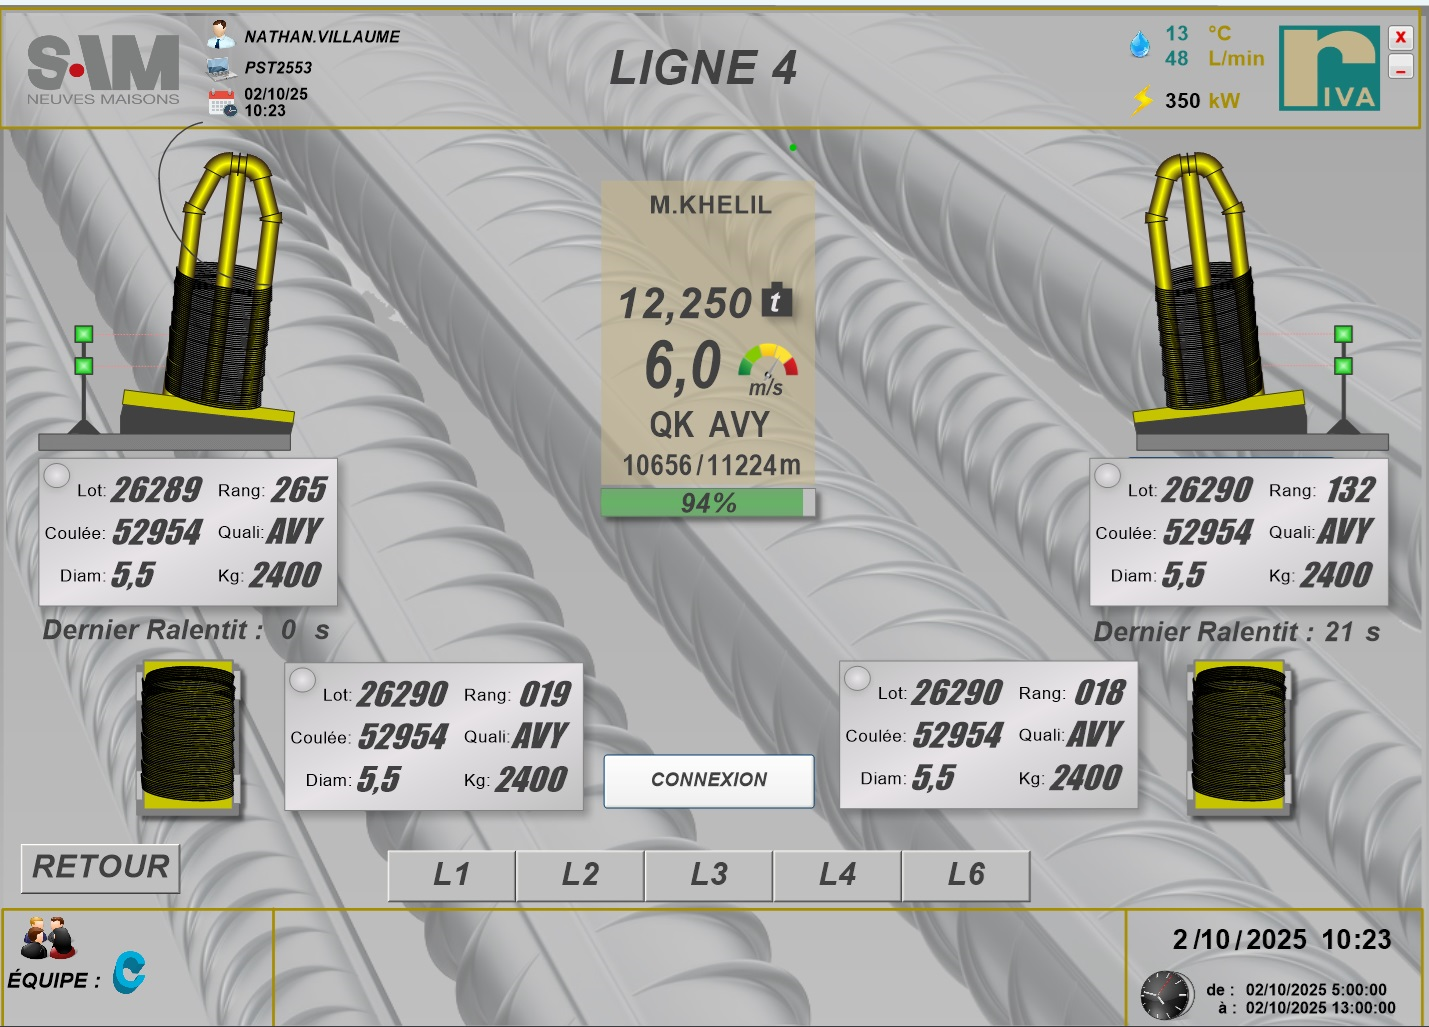 SAM
NEUVES MAISONS
NATHAN.VILLAUME
PST2553
02/10/25
10:23
LIGNE 4
13 °C
48 L/min
350 kW
rIVA
X
M.KHELIL
12,250 t
6,0 m/s
QK AVY
10656/11224m
94%
Lot: 26289 Rang: 265
Coulée: 52954 Quali: AVY
Diam: 5,5 Kg: 2400
Dernier Ralentit : 0 s
Lot: 26290 Rang: 132
Coulée: 52954 Quali: AVY
Diam: 5,5 Kg: 2400
Dernier Ralentit : 21 s
Lot: 26290 Rang: 019
Coulée: 52954 Quali: AVY
Diam: 5,5 Kg: 2400
CONNEXION
Lot: 26290 Rang: 018
Coulée: 52954 Quali: AVY
Diam: 5,5 Kg: 2400
RETOUR
L1 L2 L3 L4 L6
ÉQUIPE : C
2/10/2025 10:23
de : 02/10/2025 5:00:00
à : 02/10/2025 13:00:00